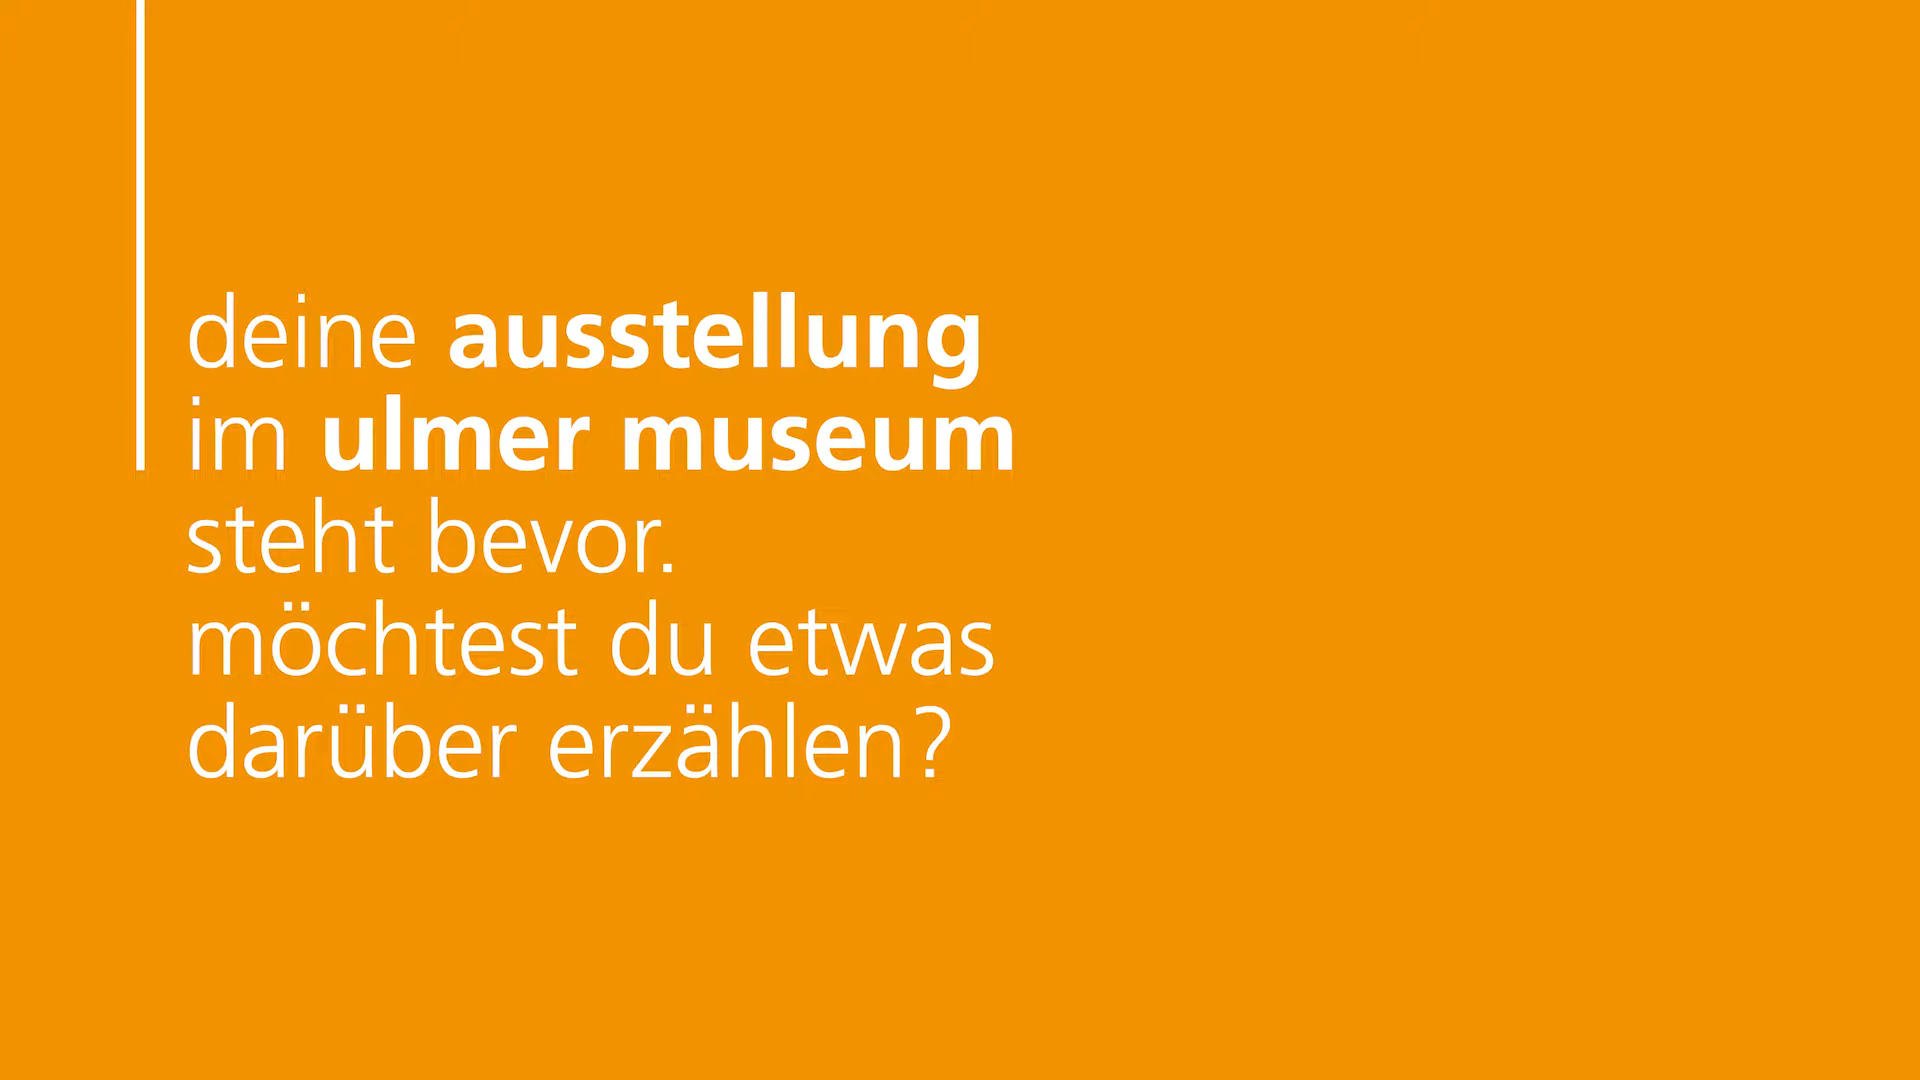 deine ausstellung
im ulmer museum
steht bevor.
möchtest du etwas
darüber erzählen?